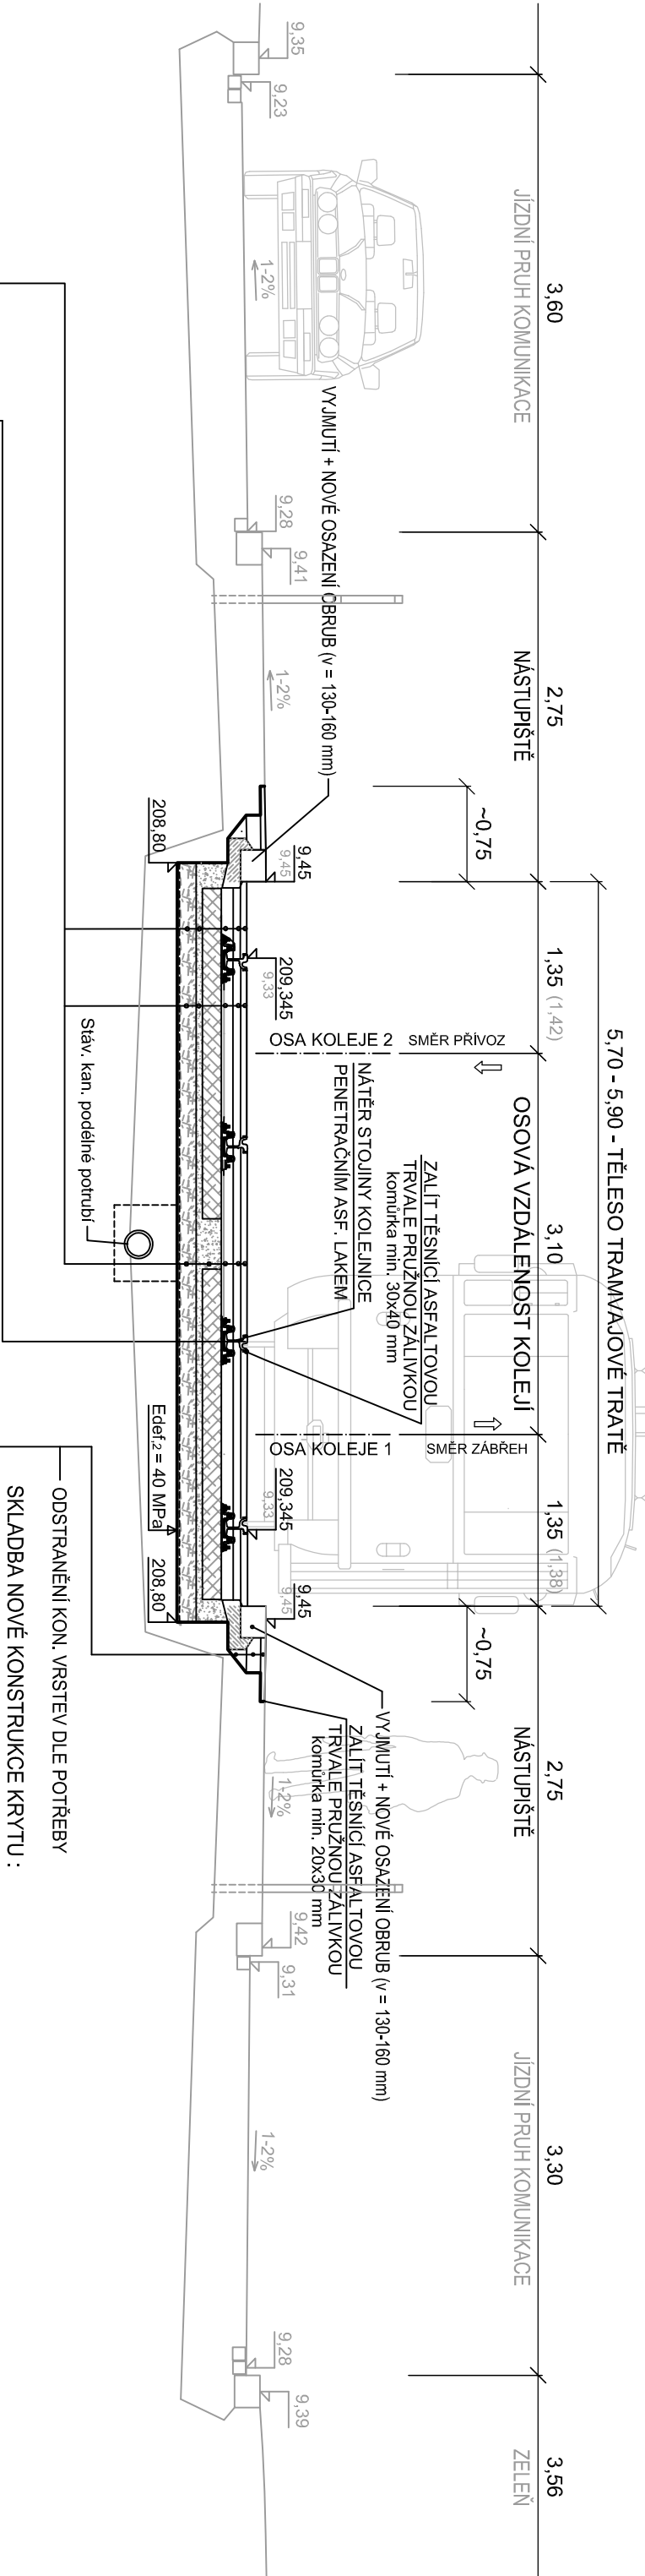 5,70 - 5,90 - TĚLESO TRAMVAJOVÉ TRATĚ
3,60
2,75
1,35 (1,42)
3,10
1,35 (1,38)
2,75
3,30
3,56
JÍZDNÍ PRUH KOMUNIKACE
NÁSTUPIŠTĚ
OSOVÁ VZDÁLENOST KOLEJÍ
NÁSTUPIŠTĚ
JÍZDNÍ PRUH KOMUNIKACE
ZELEŇ
~0,75
~0,75
SMĚR PŘÍVOZ
SMĚR ZÁBŘEH
ZALÍT TĚSNÍCÍ ASFALTOVOU
TRVALE PRUŽNOU ZÁLIVKOU
komůrka min. 30x40 mm
NÁTĚR STOJINY KOLEJNICE
PENETRAČNÍM ASF. LAKEM
VYJMUTÍ + NOVÉ OSAZENÍ OBRUB (v = 130-160 mm)
VYJMUTÍ + NOVÉ OSAZENÍ OBRUB (v = 130-160 mm)
ZALÍT TĚSNÍCÍ ASFALTOVOU
TRVALE PRUŽNOU ZÁLIVKOU
komůrka min. 20x30 mm
OSA KOLEJE 2
OSA KOLEJE 1
9,35
9,23
1-2%
9,28
9,41
1-2%
9,45
9,45
209,345
9,33
209,345
9,33
9,45
9,45
1-2%
9,42
9,31
1-2%
9,28
9,39
208,80
Edef,2 = 40 MPa
208,80
Stáv. kan. podélné potrubí
ODSTRANĚNÍ KON. VRSTEV DLE POTŘEBY
SKLADBA NOVÉ KONSTRUKCE KRYTU :